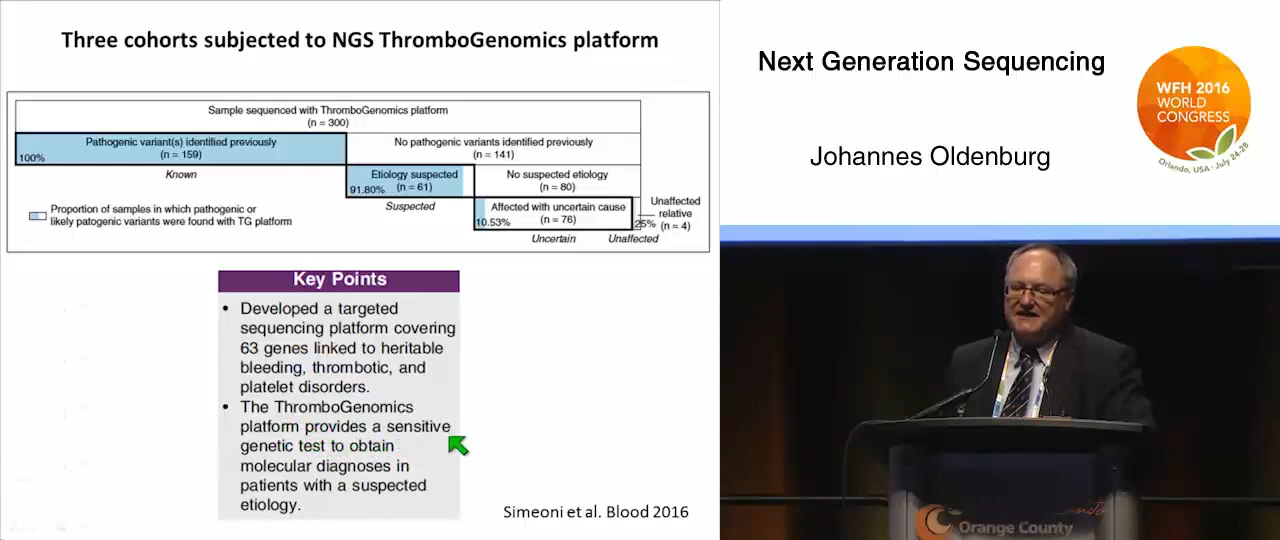 Three cohorts subjected to NGS ThromboGenomics platform
Sample sequenced with ThromboGenomics platform
(n = 300)
Pathogenic variant(s) identified previously
(n = 159)
100%
No pathogenic variants identified previously
(n = 141)
Known
Etiology suspected
(n = 61)
91.80%
No suspected etiology
(n = 80)
Suspected
Affected with uncertain cause
(n = 76)
10.53%
25%
Unaffected
relative
(n = 4)
Uncertain
Unaffected
Proportion of samples in which pathogenic or
likely patogenic variants were found with TG platform
Key Points
• Developed a targeted
sequencing platform covering
63 genes linked to heritable
bleeding, thrombotic, and
platelet disorders.
• The ThromboGenomics
platform provides a sensitive
genetic test to obtain
molecular diagnoses in
patients with a suspected
etiology.
Simeoni et al. Blood 2016
Next Generation Sequencing
Johannes Oldenburg
WFH 2016
WORLD
CONGRESS
Orlando, USA • July 24-28
Orange County